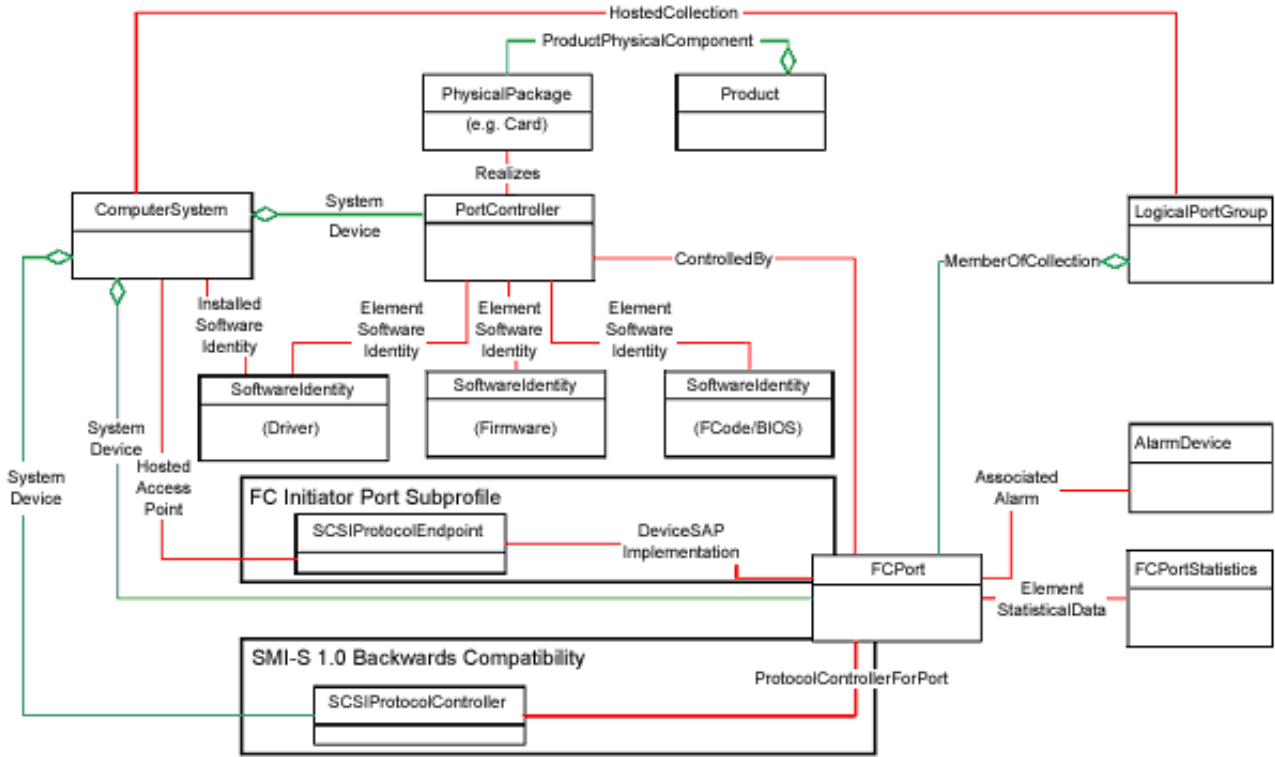 HostedCollection
ProductPhysicalComponent
PhysicalPackage
(e.g. Card)
Product
Realizes
ComputerSystem
System
Device
PortController
LogicalPortGroup
ControlledBy
MemberOfCollection
Installed
Software
Identity
Element
Software
Identity
Element
Software
Identity
Element
Software
Identity
SoftwareIdentity
(Driver)
SoftwareIdentity
(Firmware)
SoftwareIdentity
(FCode/BIOS)
System
Device
System
Device
Hosted
Access
Point
AlarmDevice
Associated
Alarm
FC Initiator Port Subprofile
SCSIProtocolEndpoint
DeviceSAP
Implementation
FCPort
FCPortStatistics
Element
StatisticalData
SMI-S 1.0 Backwards Compatibility
ProtocolControllerForPort
SCSIProtocolController